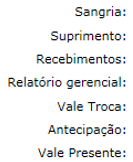 Sangria:
Suprimento:
Recebimentos:
Relatório gerencial:
Vale Troca:
Antecipação:
Vale Presente: